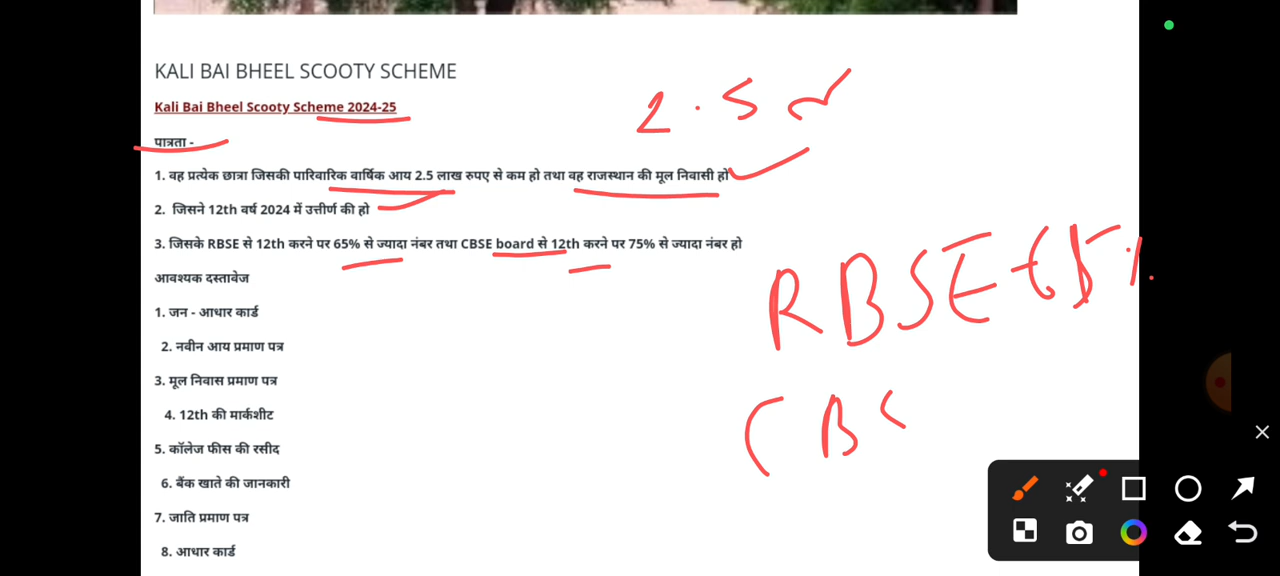 KALI BAI BHEEL SCOOTY SCHEME
2.5
Kali Bai Bheel Scooty Scheme 2024-25
पात्रता -
1. वह प्रत्येक छात्रा जिसकी पारिवारिक वार्षिक आय 2.5 लाख रुपए से कम हो तथा वह राजस्थान की मूल निवासी हो
2. जिसने 12th वर्ष 2024 में उत्तीर्ण की हो
3. जिसके RBSE से 12th करने पर 65% से ज्यादा नंबर तथा CBSE board से 12th करने पर 75% से ज्यादा नंबर हो
आवश्यक दस्तावेज
RBSE-65%
1. जन - आधार कार्ड
2. नवीन आय प्रमाण पत्र
3. मूल निवास प्रमाण पत्र
4. 12th की मार्कशीट
CB
5. कॉलेज फीस की रसीद
6. बैंक खाते की जानकारी
7. जाति प्रमाण पत्र
8. आधार कार्ड